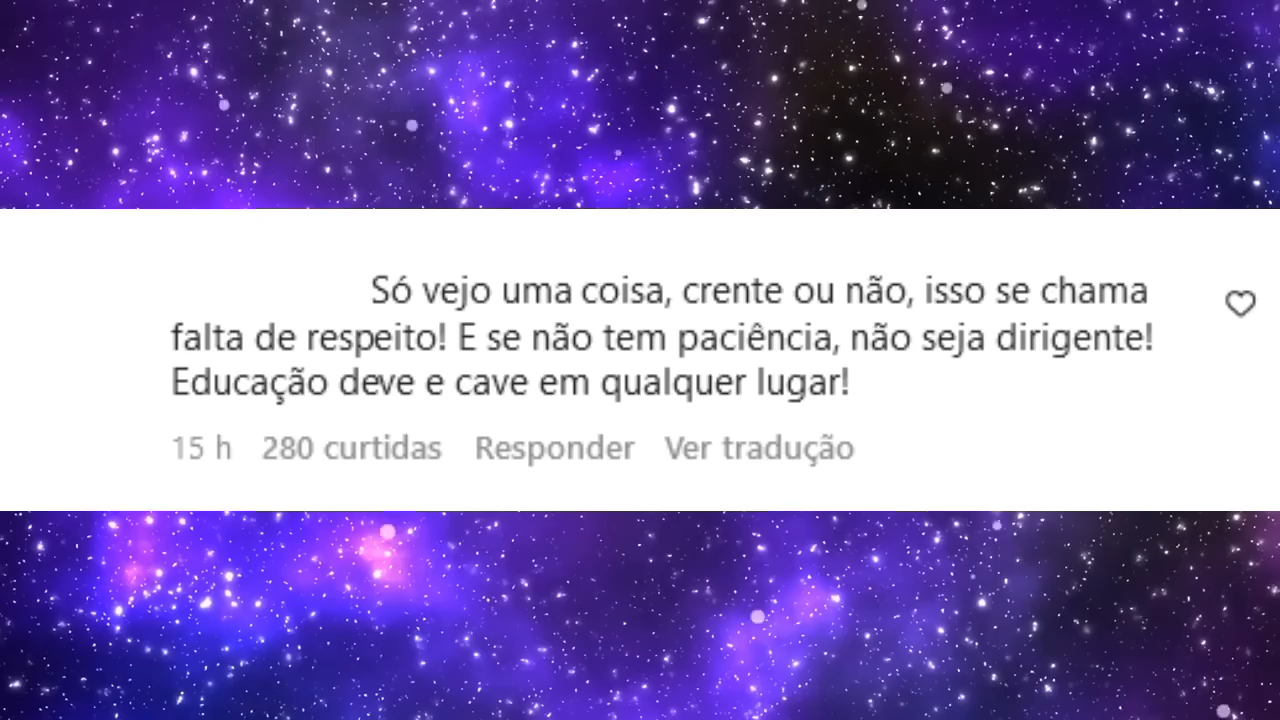 Só vejo uma coisa, crente ou não, isso se chama
falta de respeito! E se não tem paciência, não seja dirigente!
Educação deve e cave em qualquer lugar!
15 h 280 curtidas Responder Ver tradução